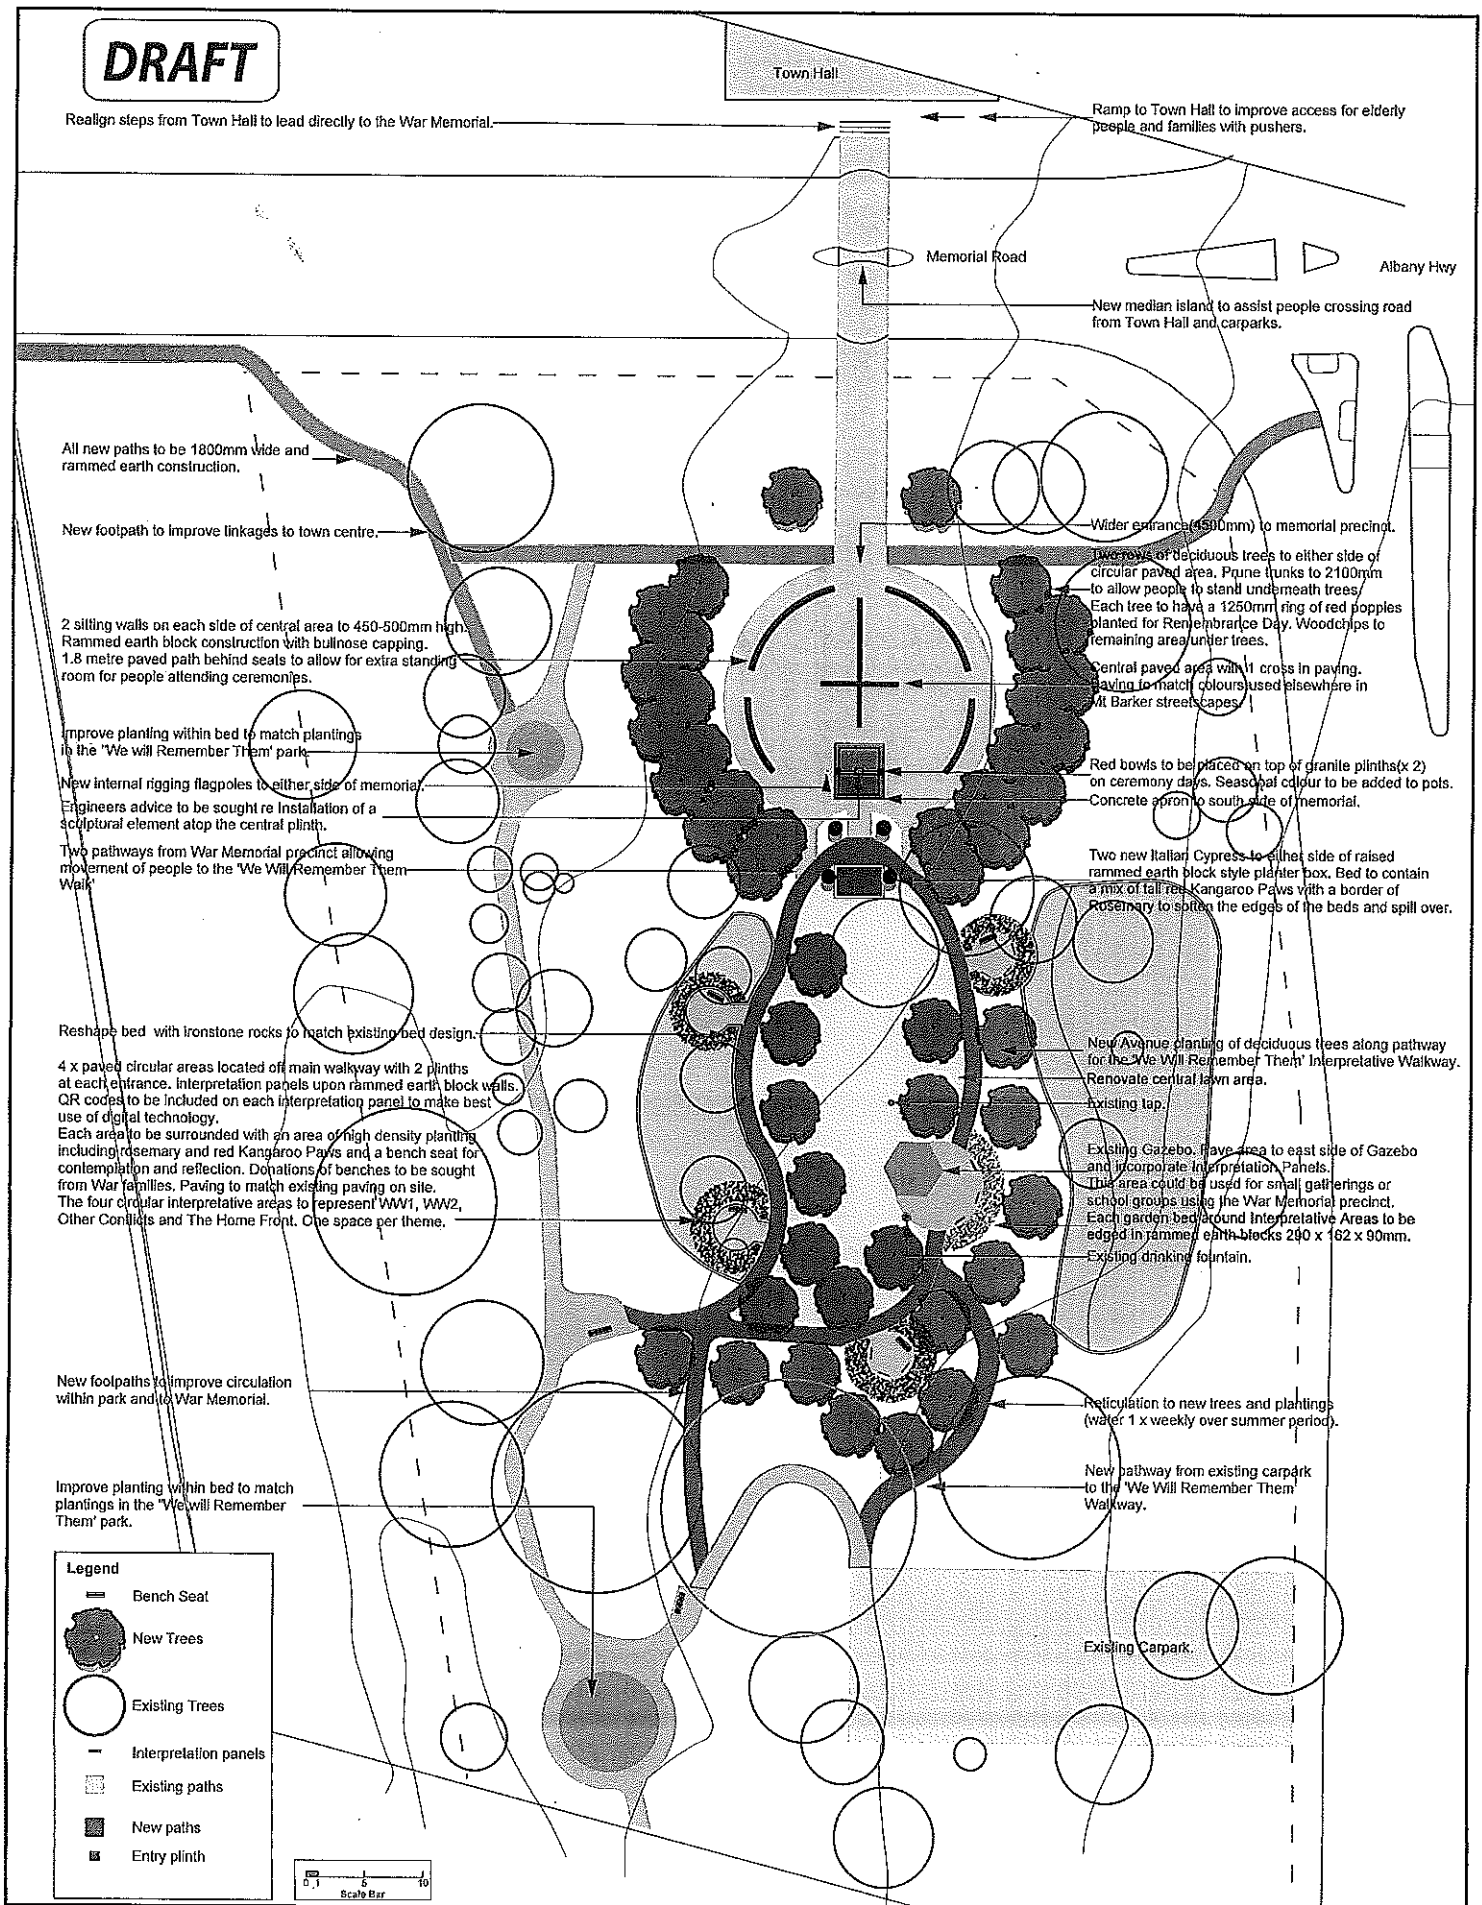 DRAFT
Town Hall
Realign steps from Town Hall to lead directly to the War Memorial.
Ramp to Town Hall to improve access for elderly
people and families with pushers.
Memorial Road
Albany Hwy
New median island to assist people crossing road
from Town Hall and carparks.
All new paths to be 1800mm wide and
rammed earth construction.
New footpath to improve linkages to town centre.
Wider entrance(4500mm) to memorial precinct.
Two rows of deciduous trees to either side of
circular paved area. Prune trunks to 2100mm
to allow people to stand underneath trees
Each tree to have a 1250mm ring of red poppies
planted for Remembrance Day. Woodchips to
remaining area under trees.
2 sitting walls on each side of central area to 450-500mm high.
Rammed earth block construction with bullnose capping.
1.8 metre paved path behind seats to allow for extra standing
room for people attending ceremonies.
Central paved area with 1 cross in paving.
Paving to match colours used elsewhere in
Mt Barker streetscapes.
Improve planting within bed to match plantings
in the 'We will Remember Them' park.
New internal rigging flagpoles to either side of memorial.
Engineers advice to be sought re Installation of a
sculptural element atop the central plinth.
Red bowls to be placed on top of granite plinths(x 2)
on ceremony days. Seasonal colour to be added to pots.
Concrete apron to south side of memorial.
Two pathways from War Memorial precinct allowing
movement of people to the 'We Will Remember Them
Walk'
Two new Italian Cypress to either side of raised
rammed earth block style planter box. Bed to contain
a mix of tall red Kangaroo Paws with a border of
Rosemary to soften the edges of the beds and spill over.
Reshape bed with Ironstone rocks to match existing bed design.
New Avenue planting of deciduous trees along pathway
for the 'We Will Remember Them' Interpretative Walkway.
Renovate central lawn area.
Existing tap.
4 x paved circular areas located off main walkway with 2 plinths
at each entrance. Interpretation panels upon rammed earth block walls.
QR codes to be included on each interpretation panel to make best
use of digital technology.
Each area to be surrounded with an area of high density planting
including rosemary and red Kangaroo Paws and a bench seat for
contemplation and reflection. Donations of benches to be sought
from War families. Paving to match existing paving on site.
The four circular interpretative areas to represent WW1, WW2,
Other Conflicts and The Home Front. One space per theme.
Existing Gazebo. Pave area to east side of Gazebo
and incorporate Interpretation Panels.
This area could be used for small gatherings or
school groups using the War Memorial precinct.
Each garden bed around Interpretative Areas to be
edged in rammed earth blocks 290 x 162 x 90mm.
Existing drinking fountain.
New footpaths to improve circulation
within park and to War Memorial.
Reticulation to new trees and plantings
(water 1 x weekly over summer period).
New pathway from existing carpark
to the 'We Will Remember Them'
Walkway.
Improve planting within bed to match
plantings in the "We will Remember
Them' park.
Legend
Bench Seat
New Trees
Existing Trees
Interpretation panels
Existing paths
New paths
Entry plinth
Existing Carpark.
0 1 5 10
Scale Bar